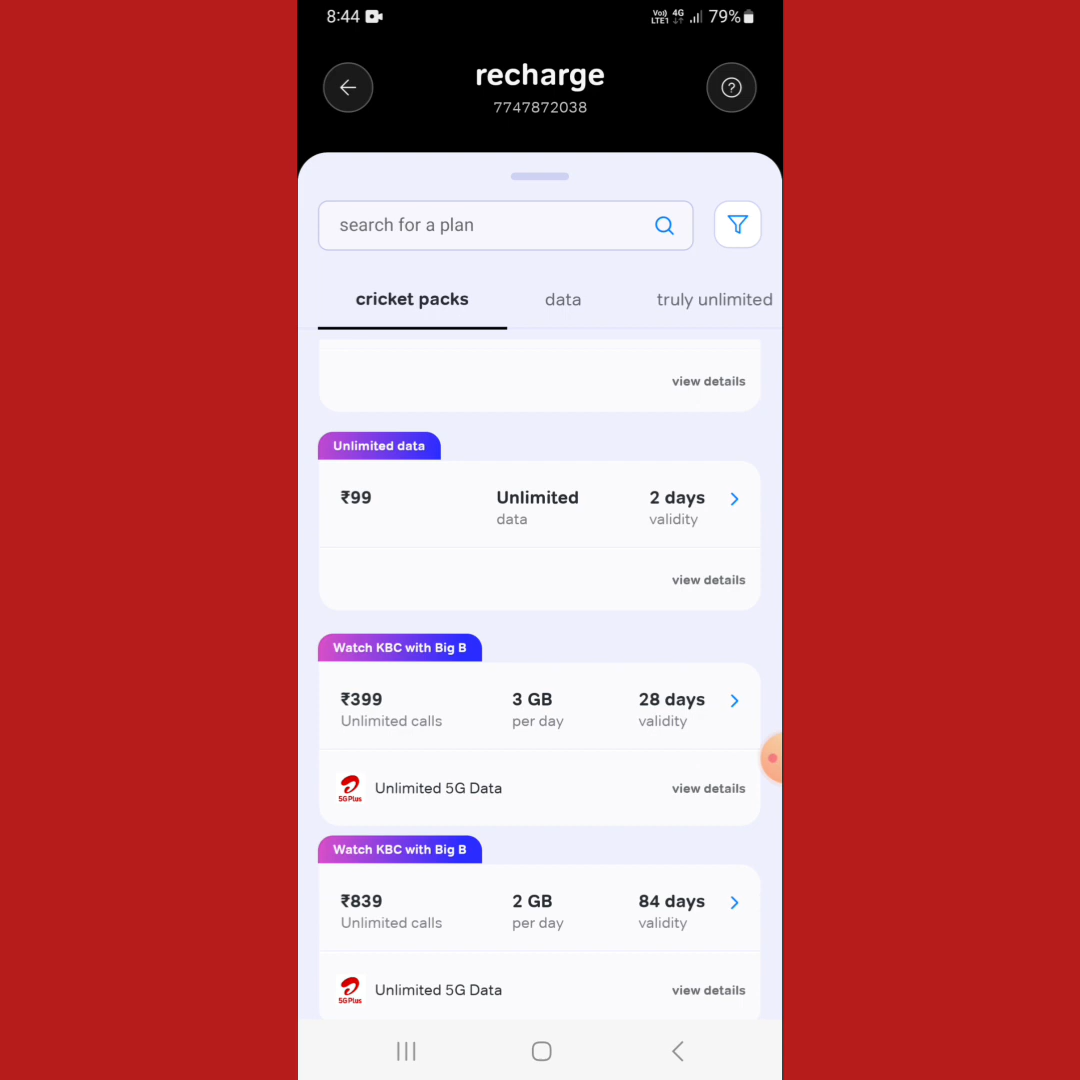 8:44
Vo)) 4G
LTE1
79%
recharge
7747872038
?
search for a plan
cricket packs data truly unlimited
view details
Unlimited data
₹99 Unlimited 2 days
data validity
view details
Watch KBC with Big B
₹399 3 GB 28 days
Unlimited calls per day validity
5G Plus Unlimited 5G Data view details
Watch KBC with Big B
₹839 2 GB 84 days
Unlimited calls per day validity
5G Plus Unlimited 5G Data view details